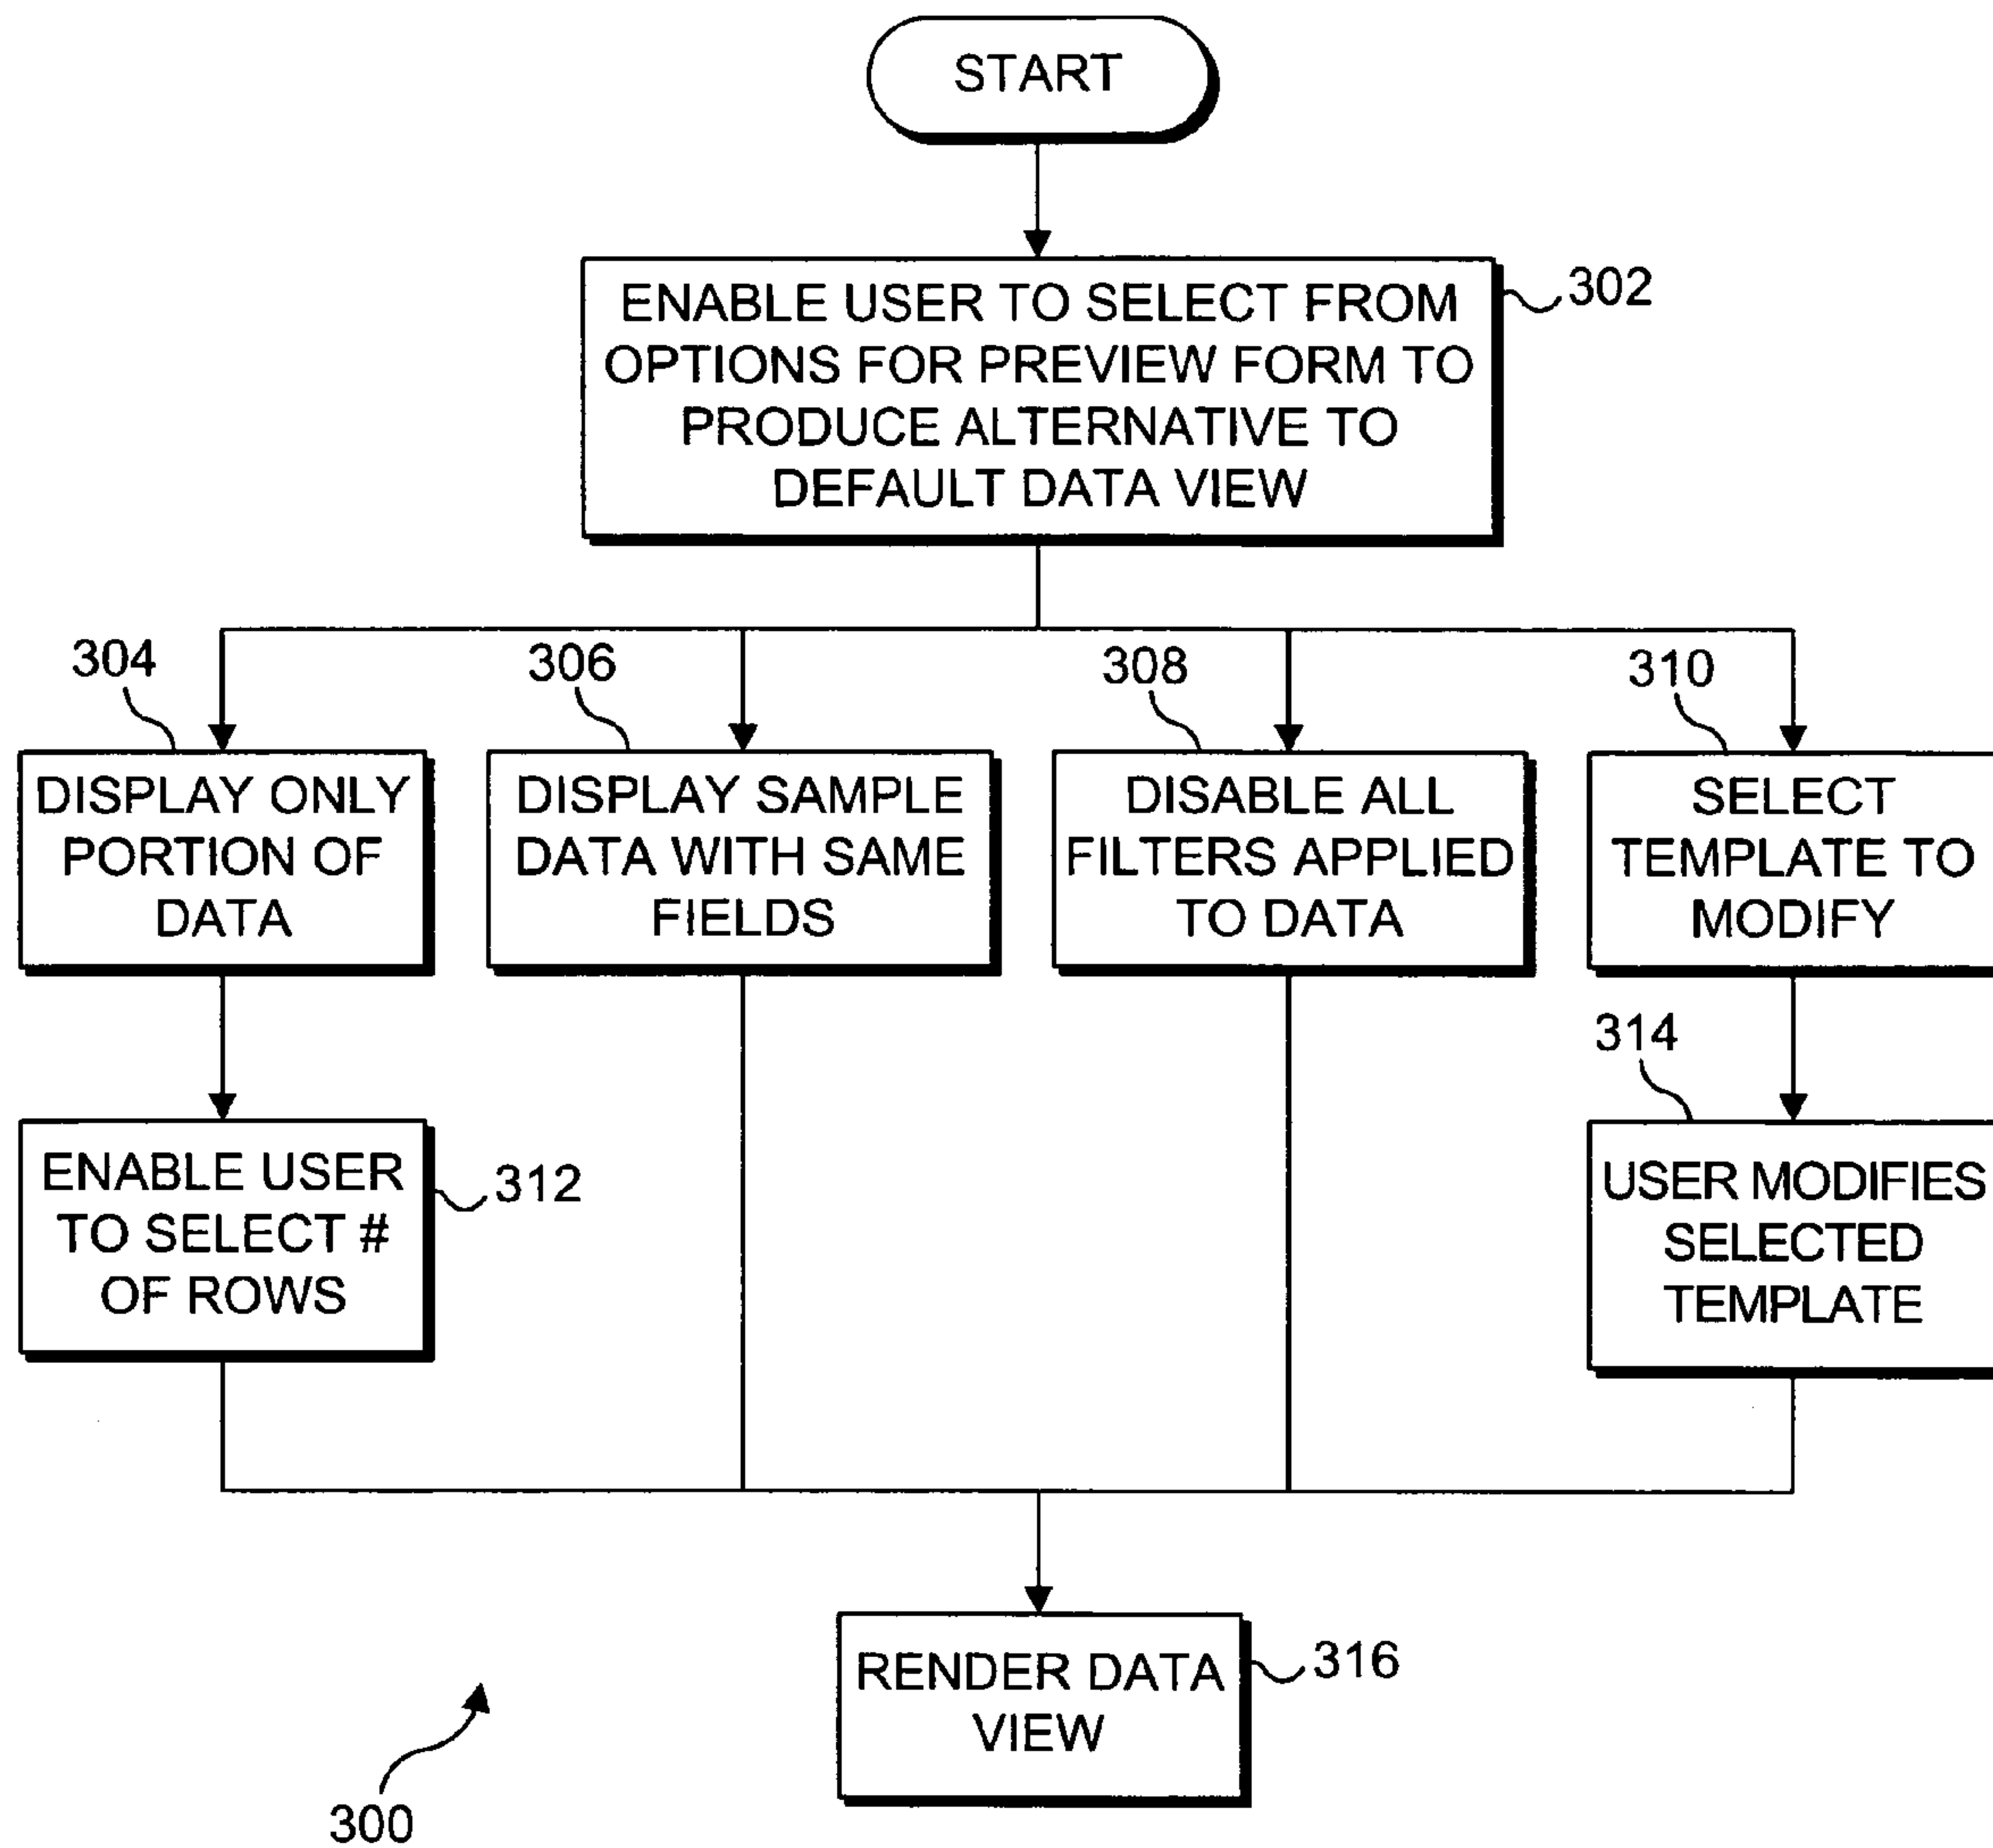 START
ENABLE USER TO SELECT FROM
OPTIONS FOR PREVIEW FORM TO
PRODUCE ALTERNATIVE TO
DEFAULT DATA VIEW
302
304
306
308
310
DISPLAY ONLY
PORTION OF
DATA
DISPLAY SAMPLE
DATA WITH SAME
FIELDS
DISABLE ALL
FILTERS APPLIED
TO DATA
SELECT
TEMPLATE TO
MODIFY
314
ENABLE USER
TO SELECT #
OF ROWS
312
USER MODIFIES
SELECTED
TEMPLATE
RENDER DATA
VIEW
316
300